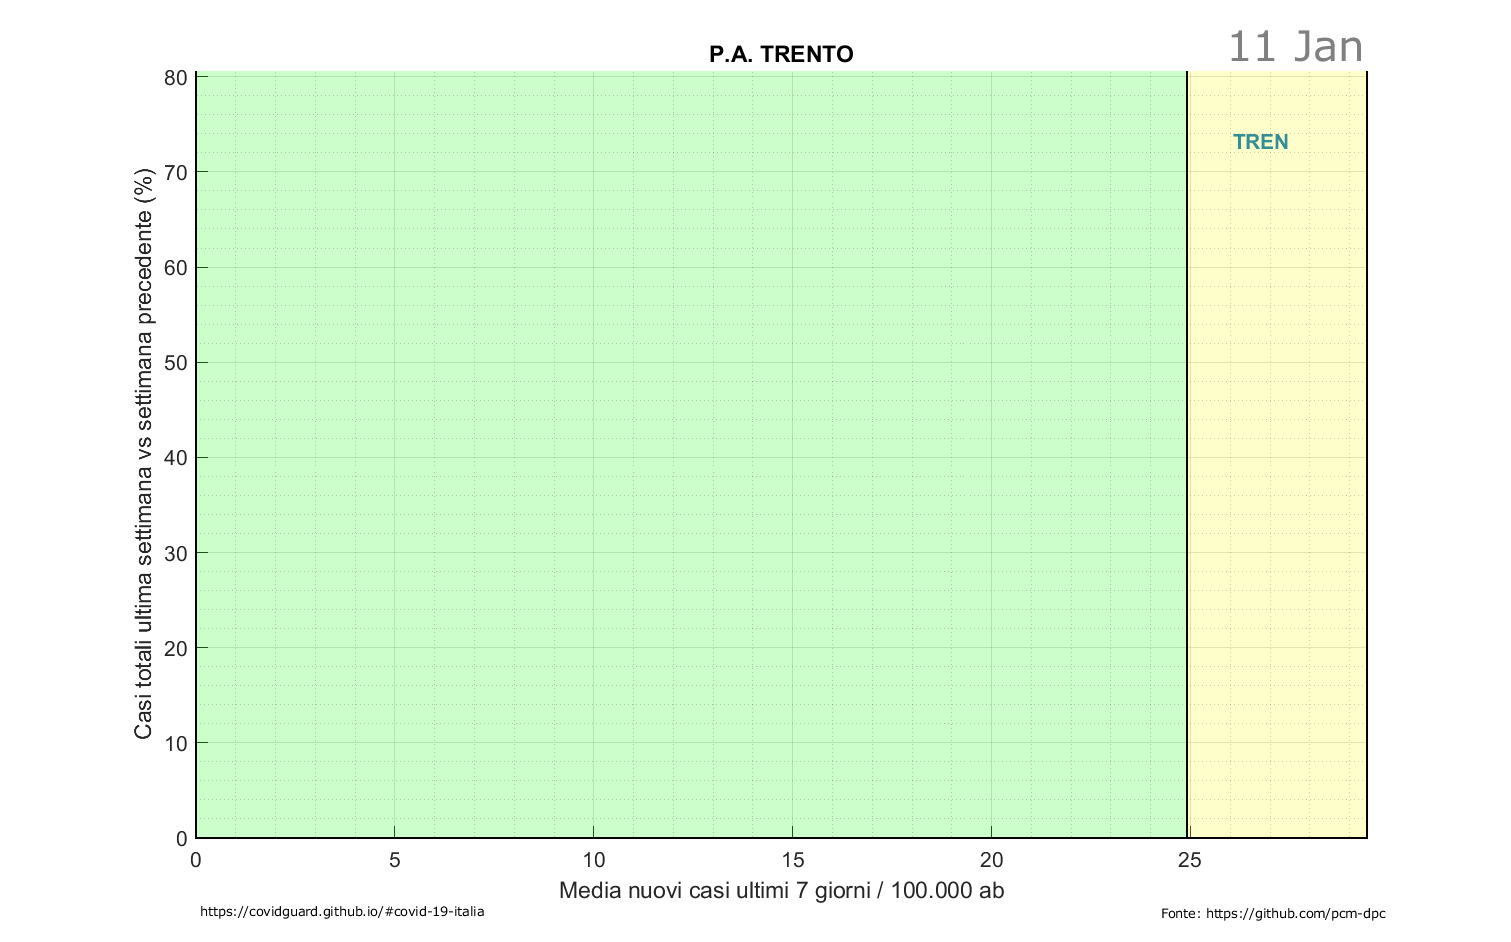 11 Jan
P.A. TRENTO
80
TREN
70
60
50
40
30
20
10
0
Casi totali ultima settimana vs settimana precedente (%)
0 5 10 15 20 25
Media nuovi casi ultimi 7 giorni / 100.000 ab
https://covidguard.github.io/#covid-19-italia
Fonte: https://github.com/pcm-dpc